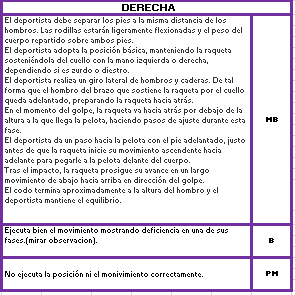 DERECHA
El deportista debe separar los pies a la misma distancia de los
hombros. Las rodillas estarán ligeramente flexionadas y el peso del
cuerpo repartido sobre ambos pies.
El deportista adopta la posición básica, manteniendo la raqueta
sosteniéndola del cuello con la mano izquierda o derecha,
dependiendo si es zurdo o diestro.
El deportista realiza un giro lateral de hombros y caderas. De tal
forma que el hombro del brazo que sostiene la raqueta por el cuello
queda adelantado, preparando la raqueta hacia atrás.
En el momento del golpe, la raqueta va hacia atrás por debajo de la
altura a la que llega la pelota, haciendo pasos de ajuste durante esta
fase.
El deportista da un paso hacia la pelota con el pie adelantado, justo
antes de que la raqueta inicie su movimiento ascendente hacia
adelante para pegarle a la pelota delante del cuerpo.
Tras el impacto, la raqueta prosigue su avance en un largo
movimiento de abajo hacia arriba en dirección del golpe.
El codo termina aproximadamente a la altura del hombro y el
deportista mantiene el equilibrio.
MB
Ejecuta bien el movimiento mostrando deficiencia en una de sus
fases.(mirar observacion).
B
No ejecuta la posición ni el monivimiento correctamente.
PM